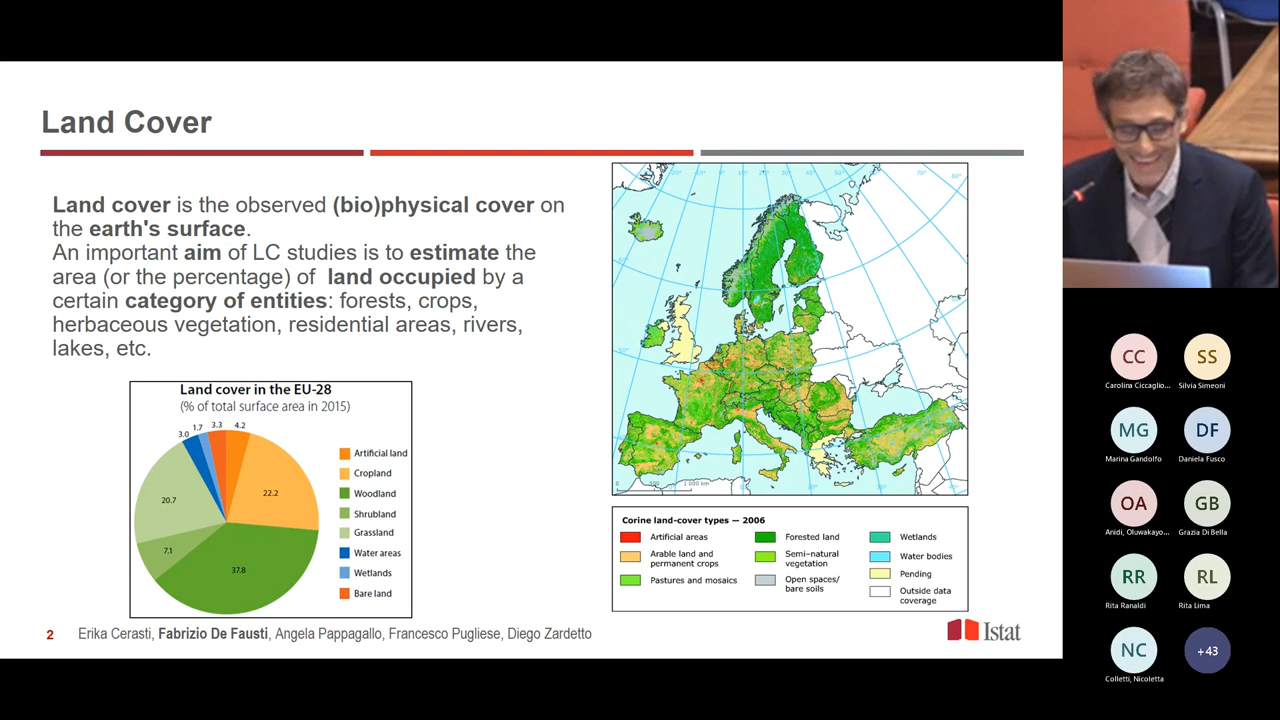 Land Cover
Land cover is the observed (bio)physical cover on
the earth's surface.
An important aim of LC studies is to estimate the
area (or the percentage) of land occupied by a
certain category of entities: forests, crops,
herbaceous vegetation, residential areas, rivers,
lakes, etc.
Land cover in the EU-28
(% of total surface area in 2015)
3.0
1.7
3.3
4.2
22.2
20.7
7.1
37.8
Artificial land
Cropland
Woodland
Shrubland
Grassland
Water areas
Wetlands
Bare land
0
500
1 000 km
Corine land-cover types — 2006
Artificial areas
Arable land and
permanent crops
Pastures and mosaics
Forested land
Semi-natural
vegetation
Open spaces/
bare soils
Wetlands
Water bodies
Pending
Outside data
coverage
2
Erika Cerasti, Fabrizio De Fausti, Angela Pappagallo, Francesco Pugliese, Diego Zardetto
Istat
CC
Carolina Ciccaglio...
SS
Silvia Simeoni
MG
Marina Gandolfo
DF
Daniela Fusco
OA
Anidi, Oluwakayo...
GB
Grazia Di Bella
RR
Rita Ranaldi
RL
Rita Lima
NC
Colletti, Nicoletta
+43